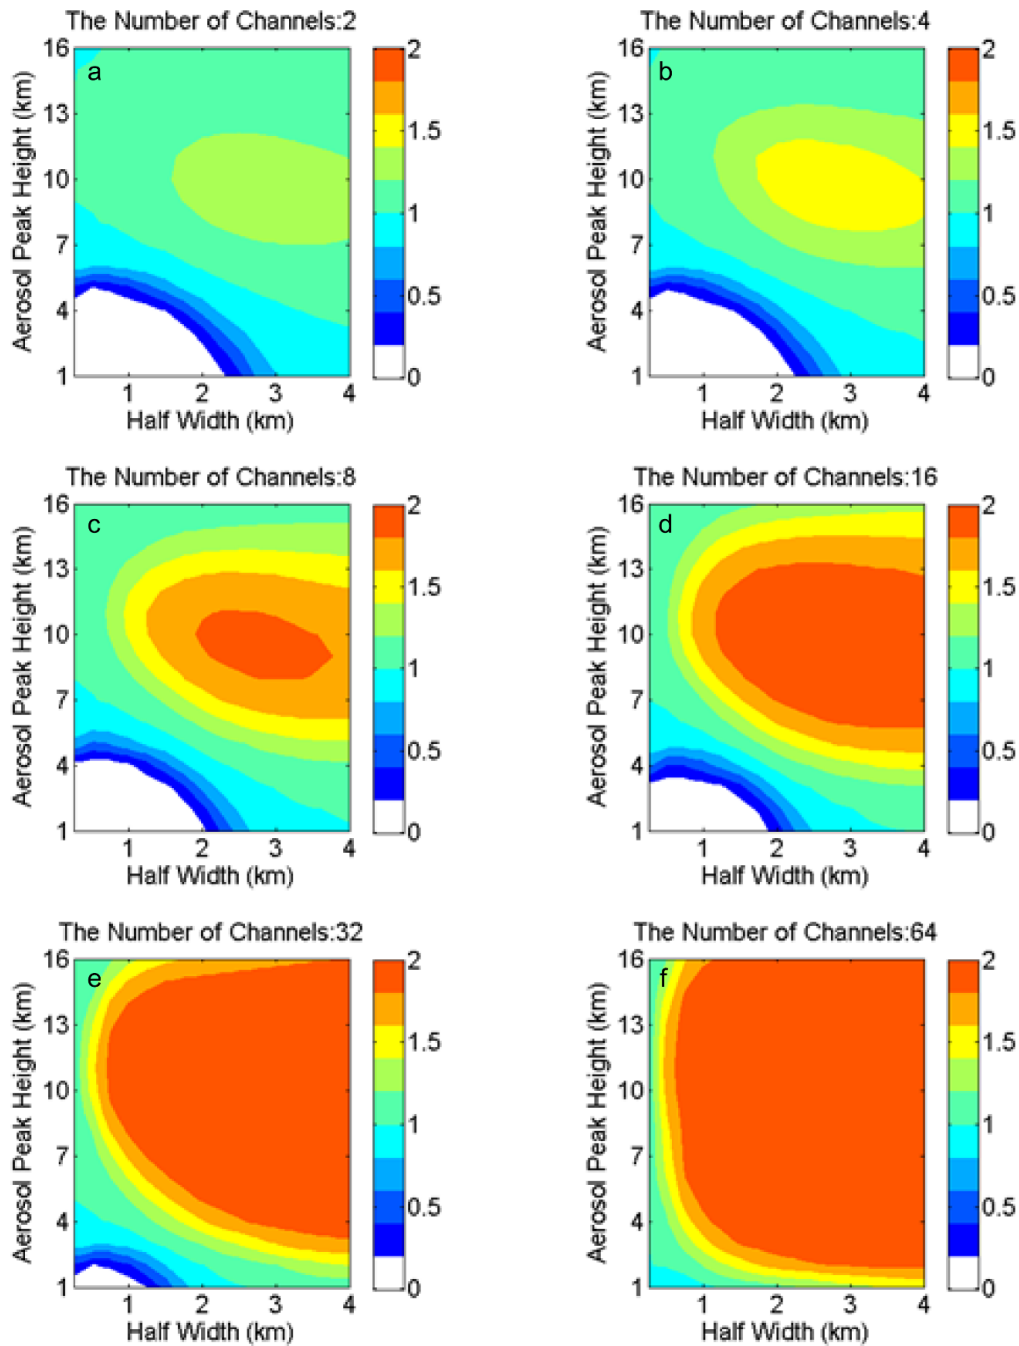 The Number of Channels:2
a
Aerosol Peak Height (km)
16
13
10
7
4
1
1 2 3 4
Half Width (km)
2
1.5
1
0.5
0
The Number of Channels:4
b
Aerosol Peak Height (km)
16
13
10
7
4
1
1 2 3 4
Half Width (km)
2
1.5
1
0.5
0
The Number of Channels:8
c
Aerosol Peak Height (km)
16
13
10
7
4
1
1 2 3 4
Half Width (km)
2
1.5
1
0.5
0
The Number of Channels:16
d
Aerosol Peak Height (km)
16
13
10
7
4
1
1 2 3 4
Half Width (km)
2
1.5
1
0.5
0
The Number of Channels:32
e
Aerosol Peak Height (km)
16
13
10
7
4
1
1 2 3 4
Half Width (km)
2
1.5
1
0.5
0
The Number of Channels:64
f
Aerosol Peak Height (km)
16
13
10
7
4
1
1 2 3 4
Half Width (km)
2
1.5
1
0.5
0